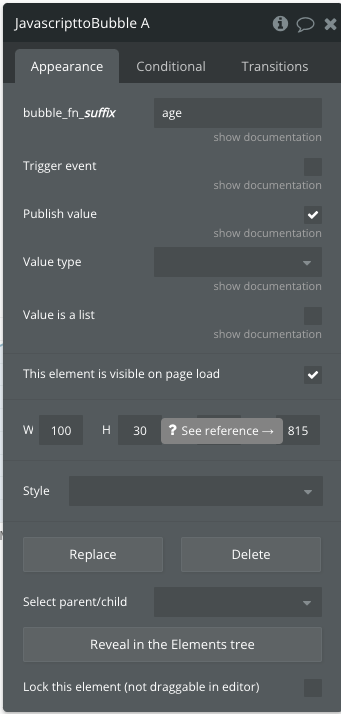 JavascripttoBubble A
Appearance Conditional Transitions
bubble_fn_suffix age
show documentation
Trigger event
show documentation
Publish value
show documentation
Value type
show documentation
Value is a list
show documentation
This element is visible on page load
W 100 H 30 ? See reference → 815
Style
Replace Delete
Select parent/child
Reveal in the Elements tree
Lock this element (not draggable in editor)